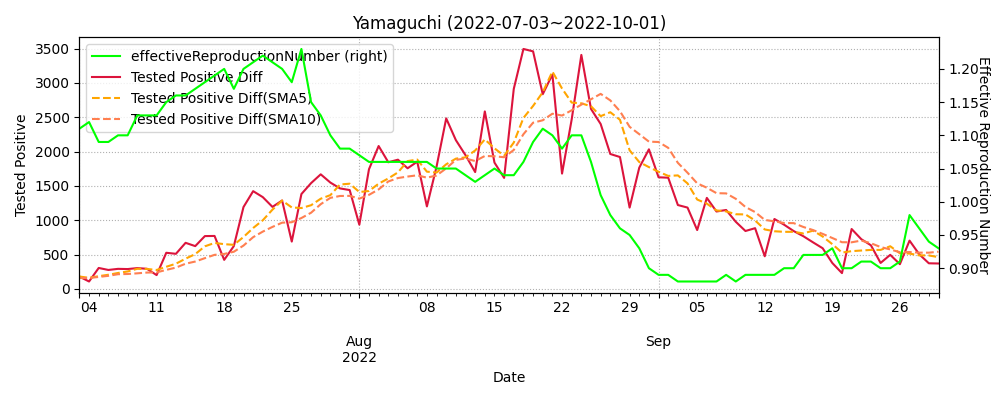 Yamaguchi (2022-07-03~2022-10-01)
effectiveReproductionNumber (right)
Tested Positive Diff
Tested Positive Diff(SMA5)
Tested Positive Diff(SMA10)
Tested Positive
3500
3000
2500
2000
1500
1000
500
0
Effective Reproduction Number
1.20
1.15
1.10
1.05
1.00
0.95
0.90
04 11 18 25 08 15 22 29 05 12 19 26
Aug Sep
2022
Date